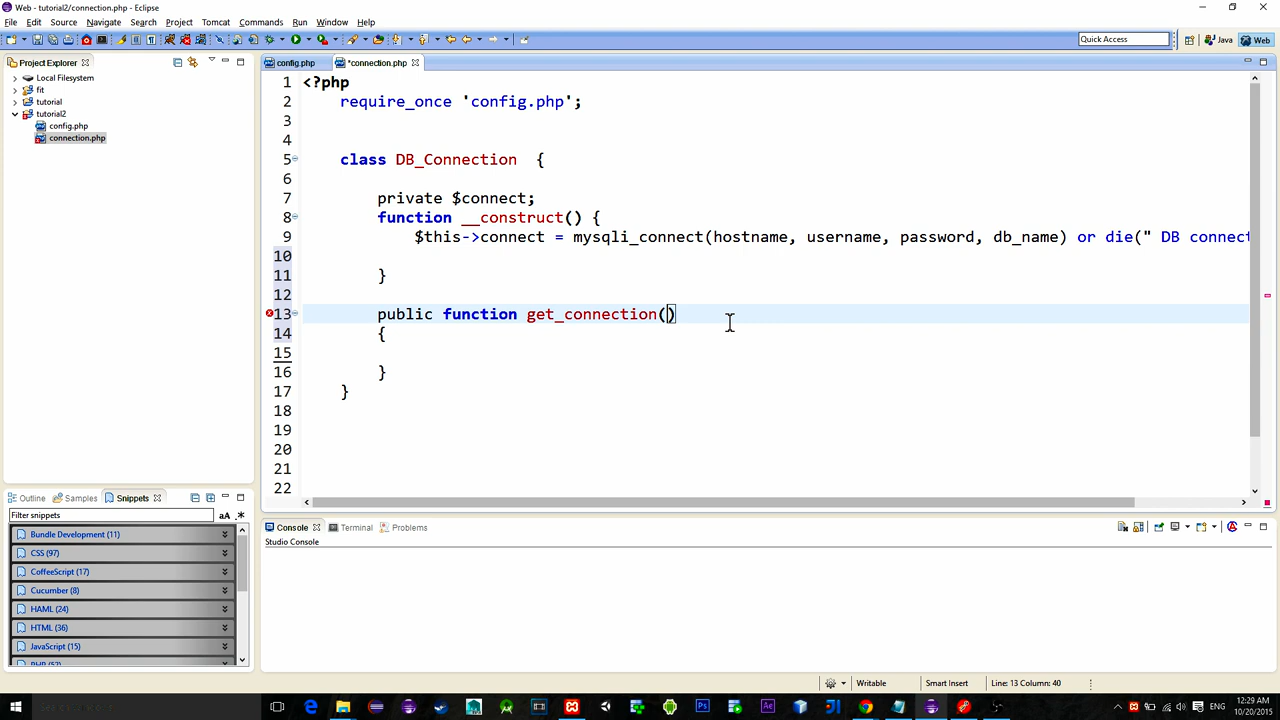 Web - tutorial2/connection.php - Eclipse
File Edit Source Navigate Search Project Tomcat Commands Run Window Help
Quick Access Java Web
Project Explorer
Local Filesystem
fit
tutorial
tutorial2
config.php
connection.php
config.php *connection.php
1 <?php
2 require_once 'config.php';
3
4
5 class DB_Connection {
6
7 private $connect;
8 function __construct() {
9 $this->connect = mysqli_connect(hostname, username, password, db_name) or die(" DB connect
10
11 }
12
13 public function get_connection()
14 {
15
16 }
17 }
18
19
20
21
22
Outline Samples Snippets
Filter snippets aA .*
Bundle Development (11)
CSS (97)
CoffeeScript (17)
Cucumber (8)
HAML (24)
HTML (36)
JavaScript (15)
PHP (52)
Console Terminal Problems
Studio Console
Writable Smart Insert Line: 13 Column: 40
ENG 12:29 AM
10/20/2015